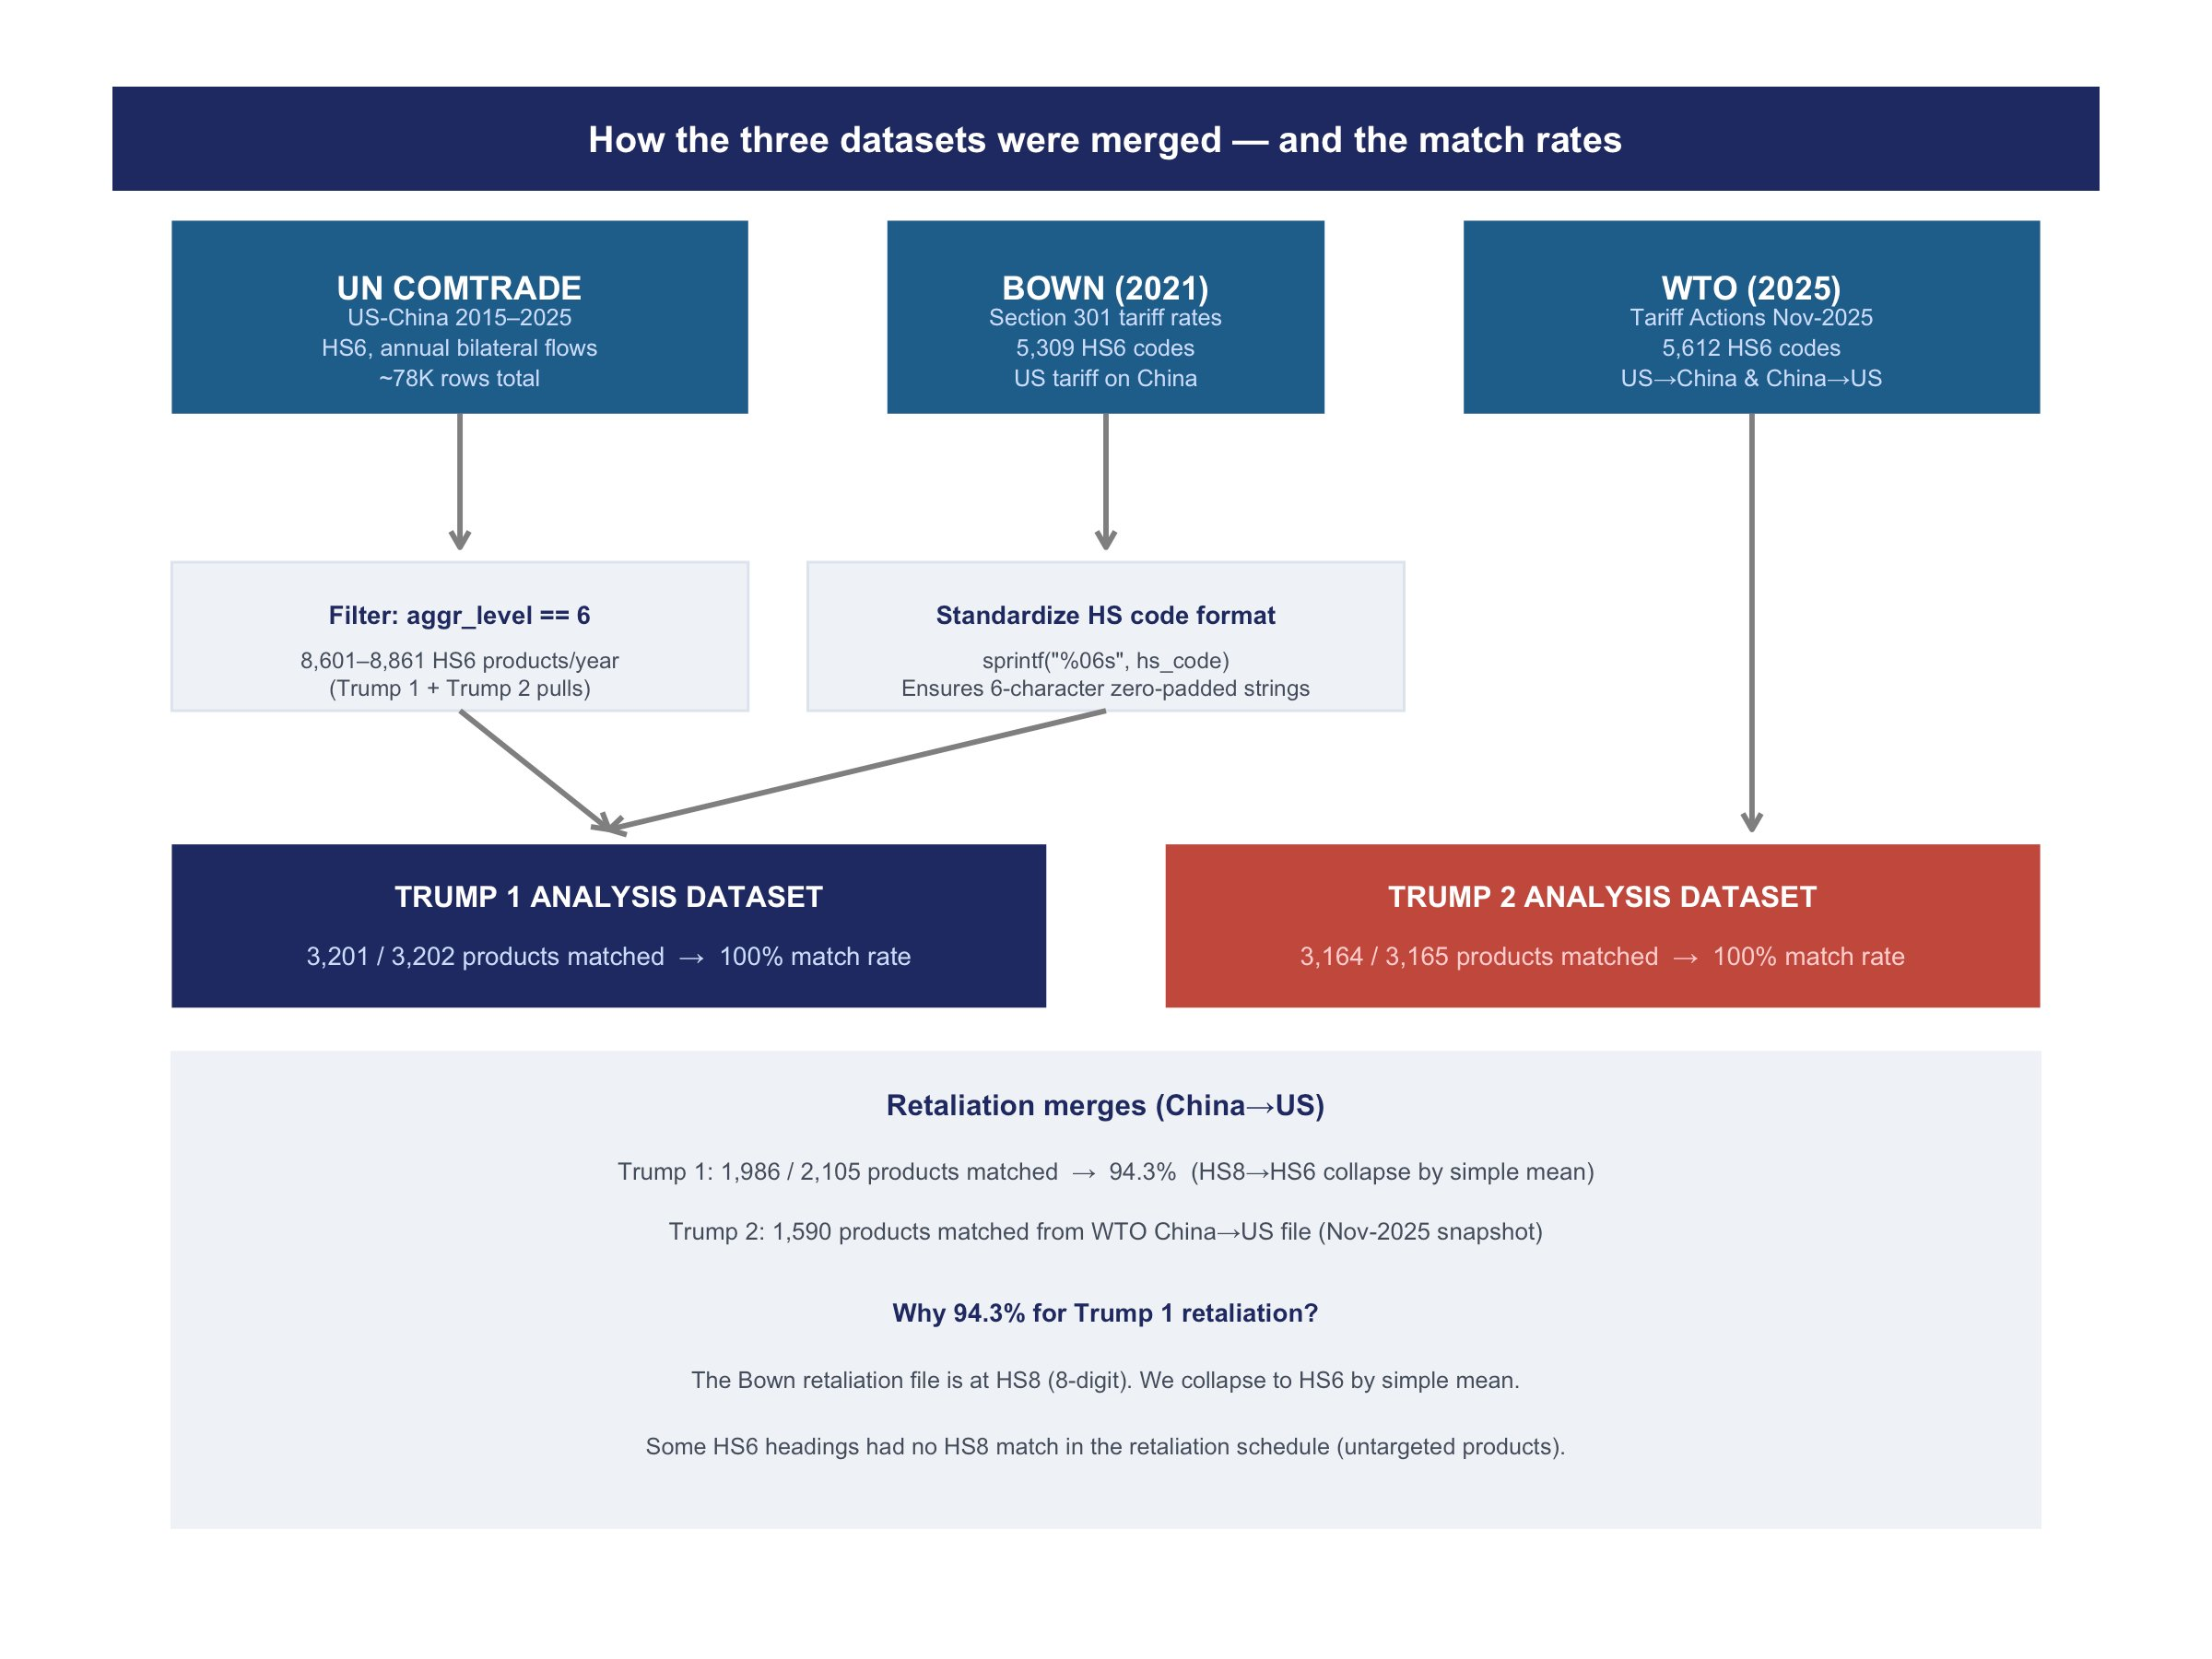 How the three datasets were merged — and the match rates
UN COMTRADE
US-China 2015–2025
HS6, annual bilateral flows
~78K rows total
BOWN (2021)
Section 301 tariff rates
5,309 HS6 codes
US tariff on China
WTO (2025)
Tariff Actions Nov-2025
5,612 HS6 codes
US→China & China→US
Filter: aggr_level == 6
8,601–8,861 HS6 products/year
(Trump 1 + Trump 2 pulls)
Standardize HS code format
sprintf("%06s", hs_code)
Ensures 6-character zero-padded strings
TRUMP 1 ANALYSIS DATASET
3,201 / 3,202 products matched → 100% match rate
TRUMP 2 ANALYSIS DATASET
3,164 / 3,165 products matched → 100% match rate
Retaliation merges (China→US)
Trump 1: 1,986 / 2,105 products matched → 94.3% (HS8→HS6 collapse by simple mean)
Trump 2: 1,590 products matched from WTO China→US file (Nov-2025 snapshot)
Why 94.3% for Trump 1 retaliation?
The Bown retaliation file is at HS8 (8-digit). We collapse to HS6 by simple mean.
Some HS6 headings had no HS8 match in the retaliation schedule (untargeted products).